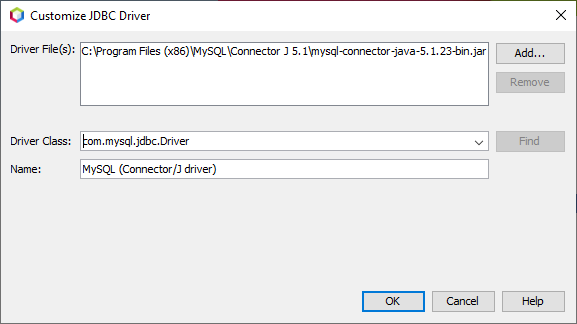 Customize JDBC Driver
Driver File(s): C:\Program Files (x86)\MySQL\Connector J 5.1\mysql-connector-java-5.1.23-bin.jar Add...
Remove
Driver Class: com.mysql.jdbc.Driver Find
Name: MySQL (Connector/J driver)
OK Cancel Help